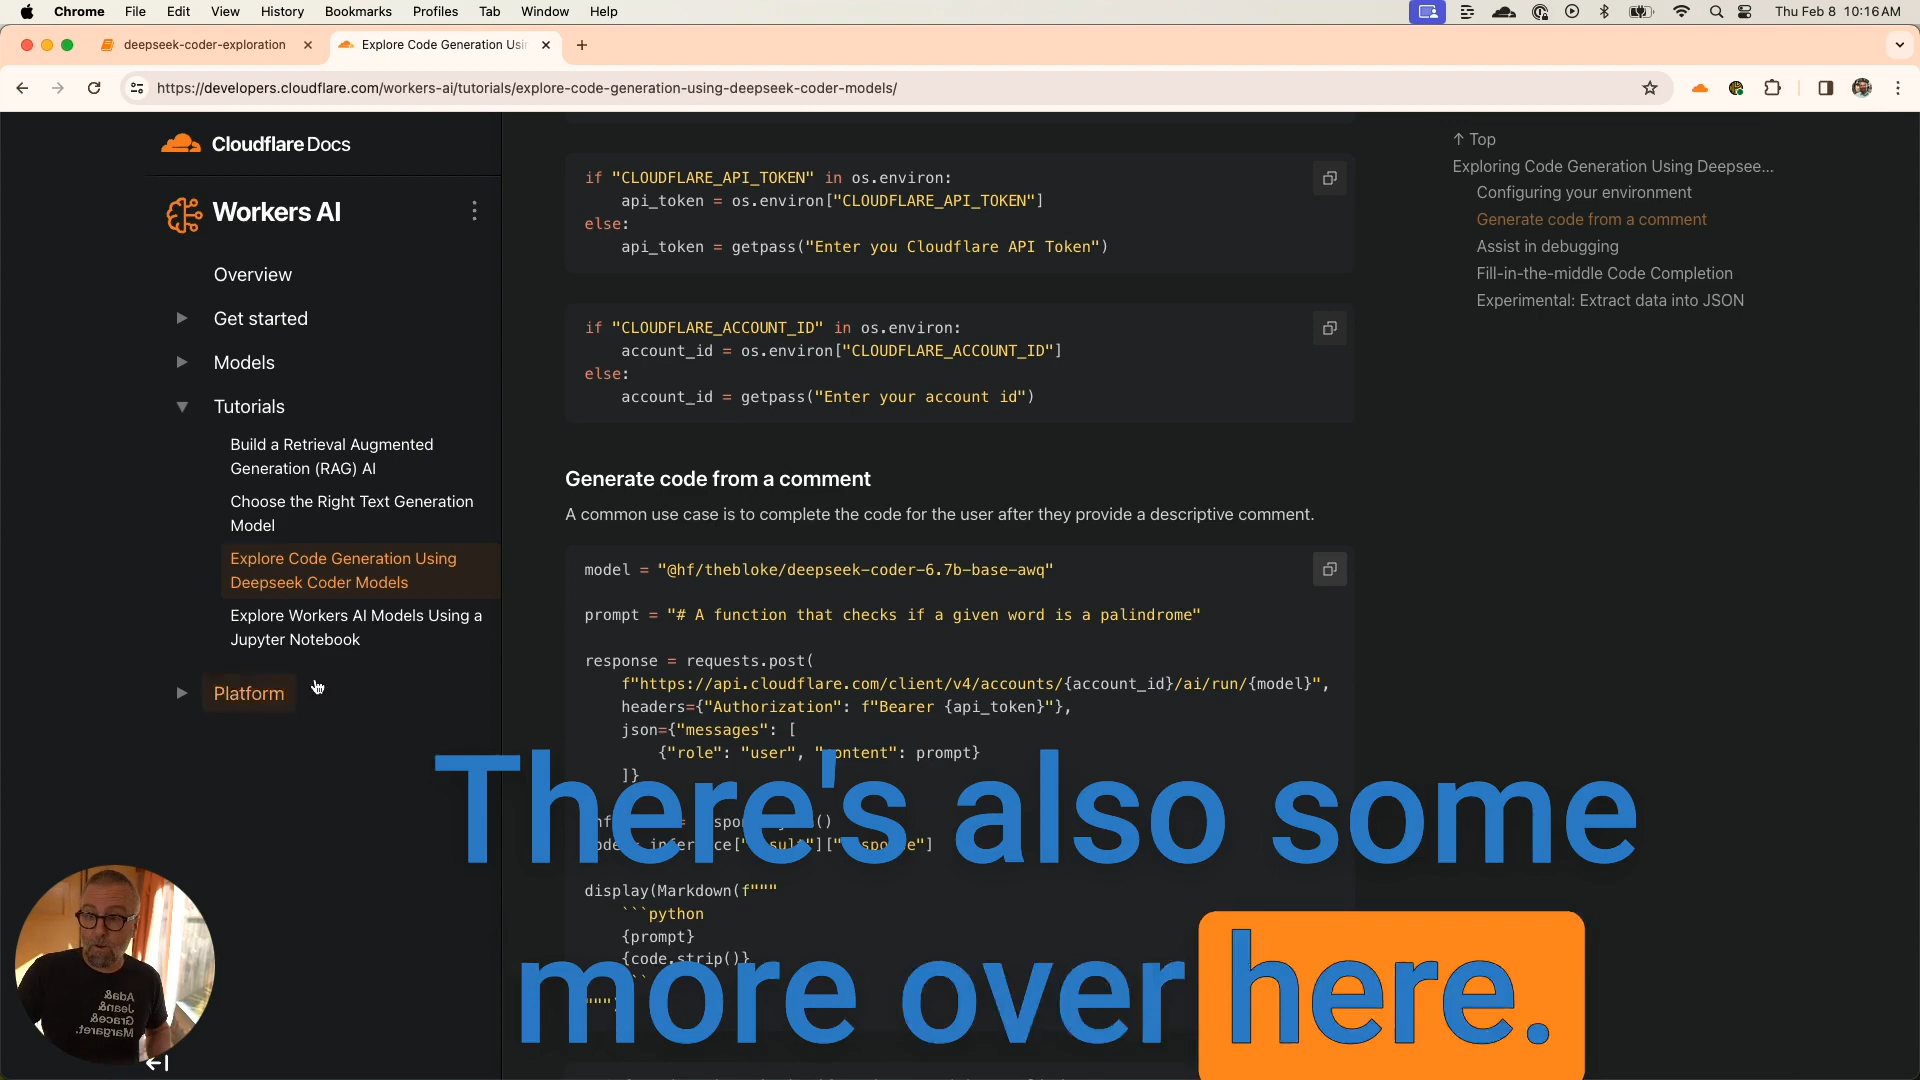 Chrome File Edit View History Bookmarks Profiles Tab Window Help Thu Feb 8 10:16 AM
deepseek-coder-exploration
Explore Code Generation Usi
https://developers.cloudflare.com/workers-ai/tutorials/explore-code-generation-using-deepseek-coder-models/
Cloudflare Docs
Workers AI
Overview
Get started
Models
Tutorials
Build a Retrieval Augmented
Generation (RAG) AI
Choose the Right Text Generation
Model
Explore Code Generation Using
Deepseek Coder Models
Explore Workers AI Models Using a
Jupyter Notebook
Platform
if "CLOUDFLARE_API_TOKEN" in os.environ:
api_token = os.environ["CLOUDFLARE_API_TOKEN"]
else:
api_token = getpass("Enter you Cloudflare API Token")
if "CLOUDFLARE_ACCOUNT_ID" in os.environ:
account_id = os.environ["CLOUDFLARE_ACCOUNT_ID"]
else:
account_id = getpass("Enter your account id")
Generate code from a comment
A common use case is to complete the code for the user after they provide a descriptive comment.
model = "@hf/thebloke/deepseek-coder-6.7b-base-awq"
prompt = "# A function that checks if a given word is a palindrome"
response = requests.post(
f"https://api.cloudflare.com/client/v4/accounts/{account_id}/ai/run/{model}",
headers={"Authorization": f"Bearer {api_token}"},
json={"messages": [
{"role": "user", "content": prompt}
]}
display(Markdown(f"""
```python
{prompt}
{code.strip()}
↑ Top
Exploring Code Generation Using Deepsee...
Configuring your environment
Generate code from a comment
Assist in debugging
Fill-in-the-middle Code Completion
Experimental: Extract data into JSON
There's also some
more over here.
Ada&
Jean&
Grace&
Margaret.